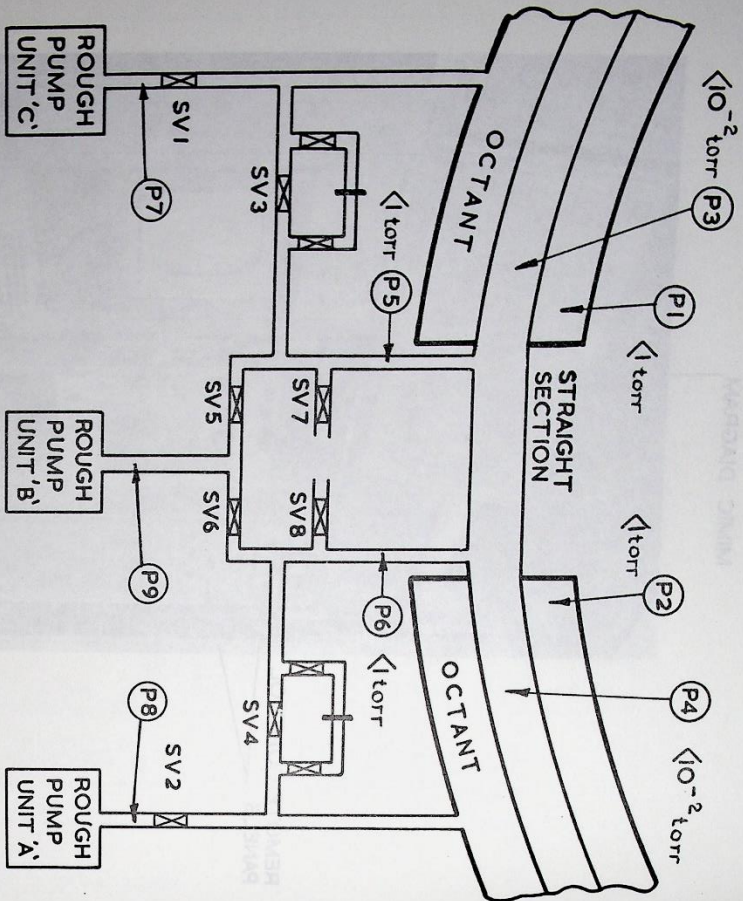 <10⁻² torr
P3
P1
<1 torr
<1 torr
P2
P4
<10⁻² torr
OCTANT
STRAIGHT
SECTION
OCTANT
<1 torr
P5
P6
<1 torr
SV1
SV3
SV7
SV8
SV5
SV6
SV4
SV2
P7
P9
P8
ROUGH
PUMP
UNIT 'C'
ROUGH
PUMP
UNIT 'B'
ROUGH
PUMP
UNIT 'A'